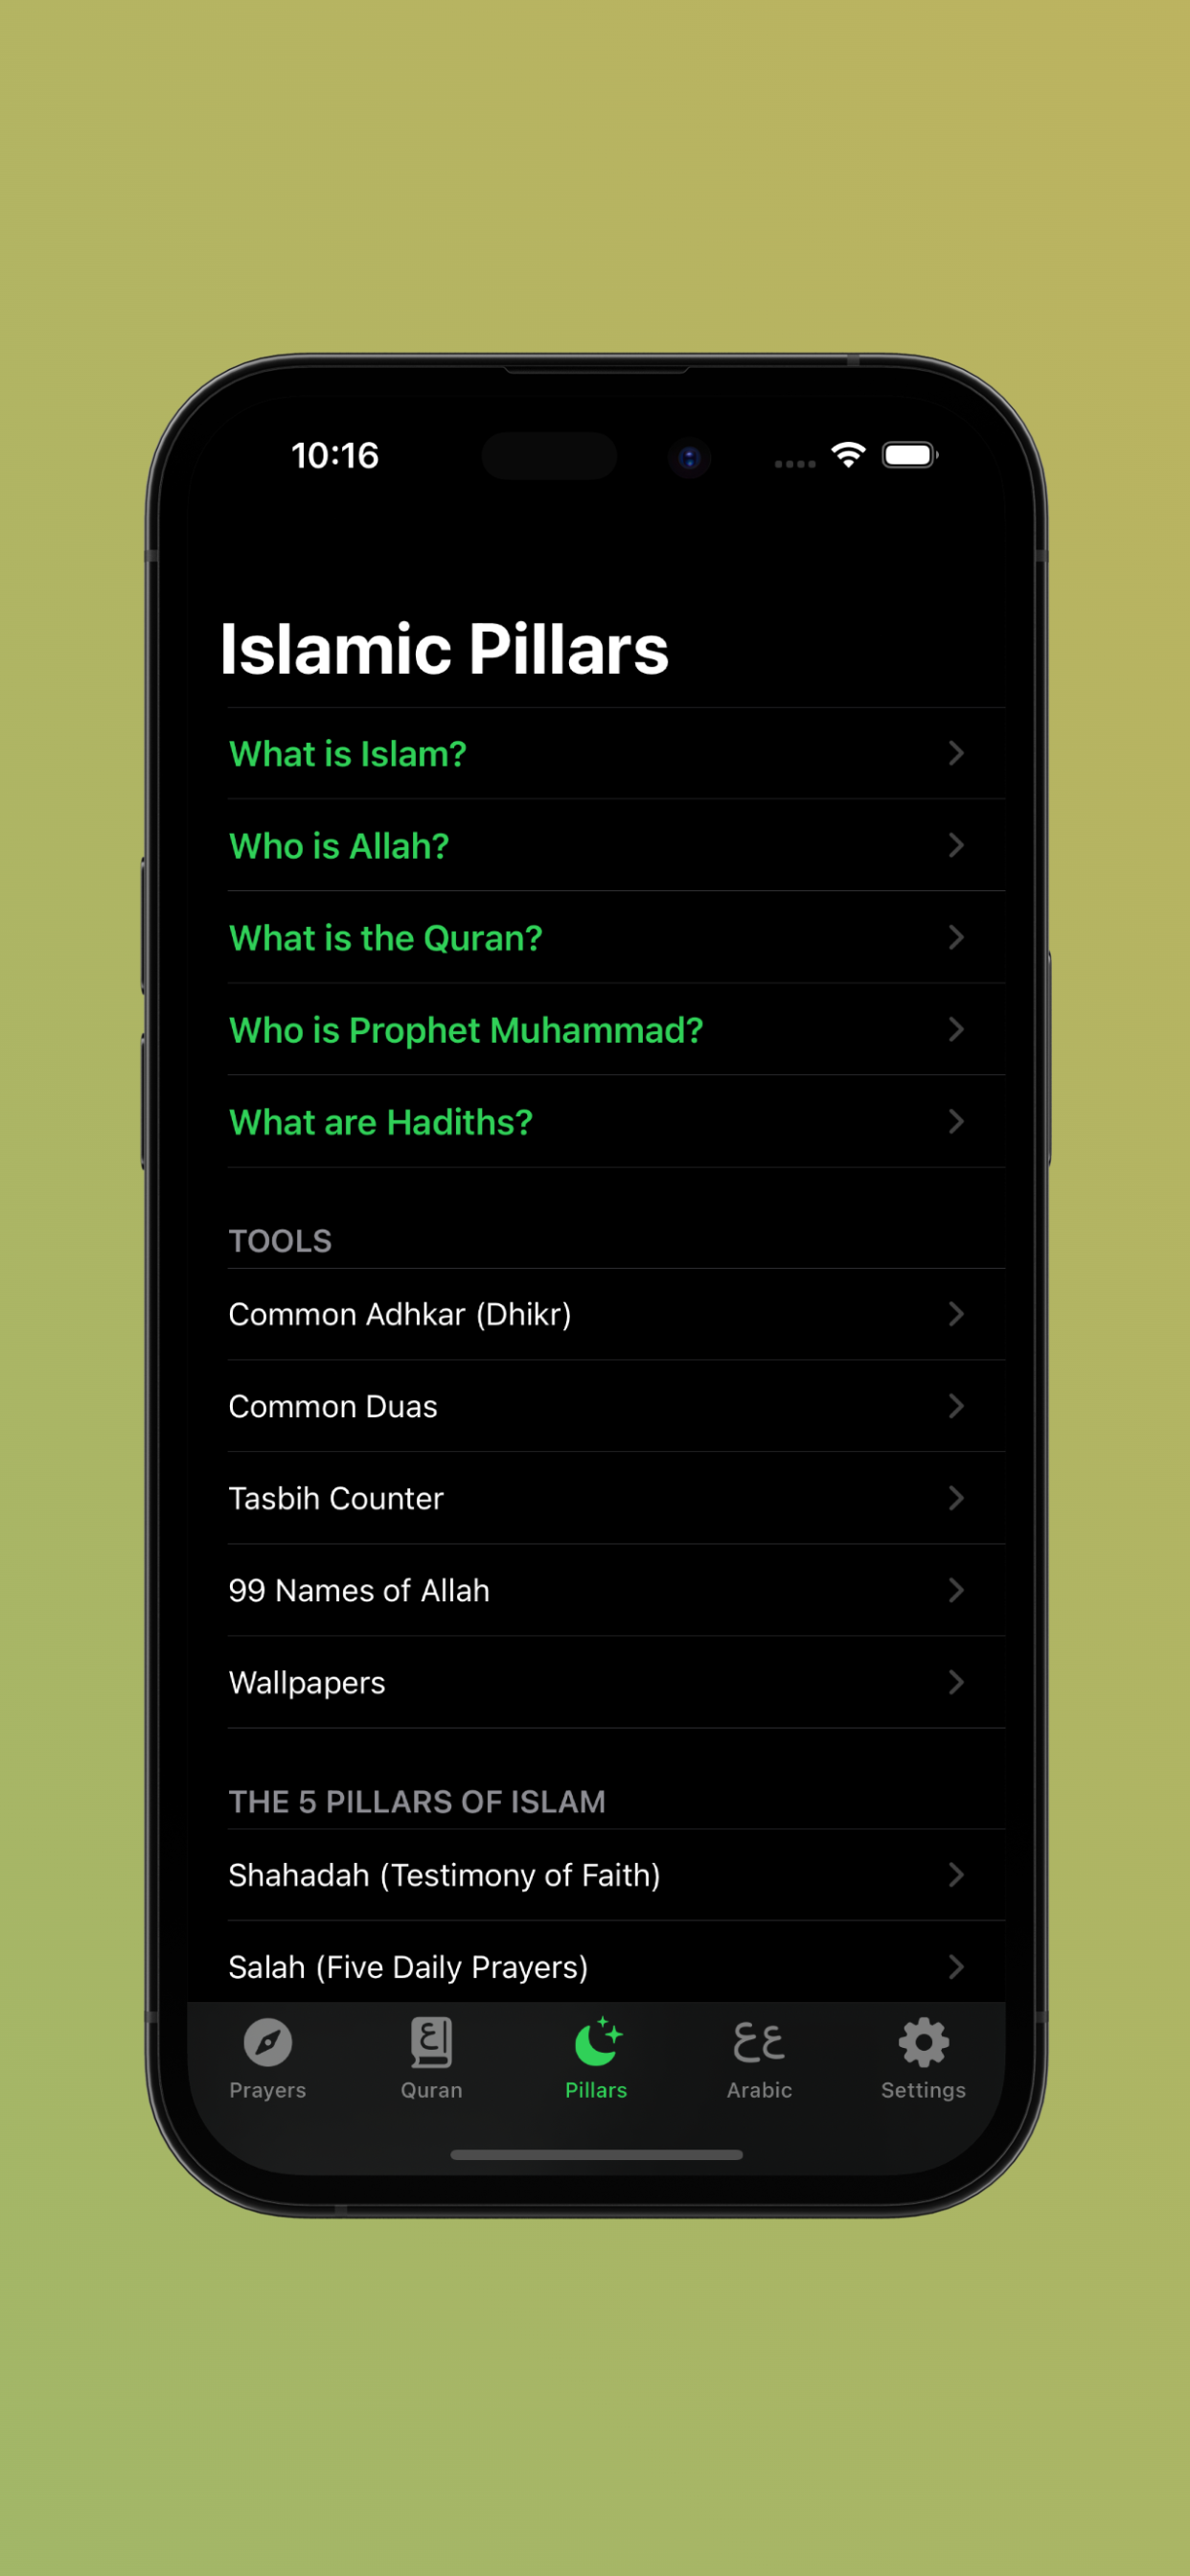 10:16
Islamic Pillars
What is Islam?
Who is Allah?
What is the Quran?
Who is Prophet Muhammad?
What are Hadiths?
TOOLS
Common Adhkar (Dhikr)
Common Duas
Tasbih Counter
99 Names of Allah
Wallpapers
THE 5 PILLARS OF ISLAM
Shahadah (Testimony of Faith)
Salah (Five Daily Prayers)
ع
ع ع
Prayers Quran Pillars Arabic Settings